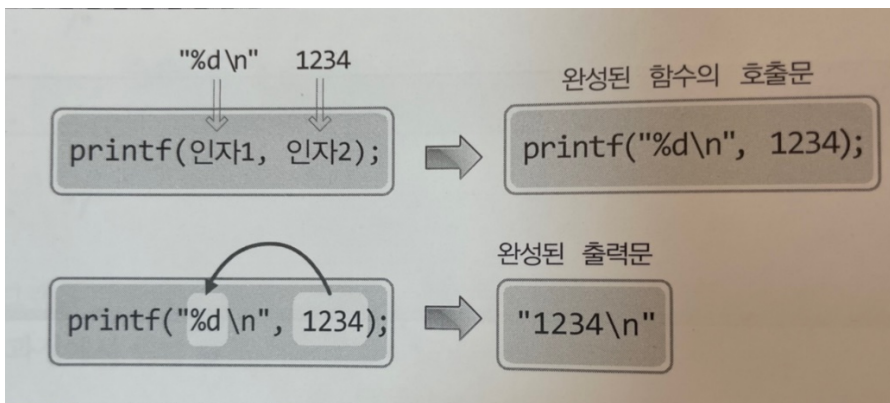 "%d\n" 1234
완성된 함수의 호출문
printf(인자1, 인자2);
printf("%d\n", 1234);
완성된 출력문
printf("%d\n", 1234);
"1234\n"